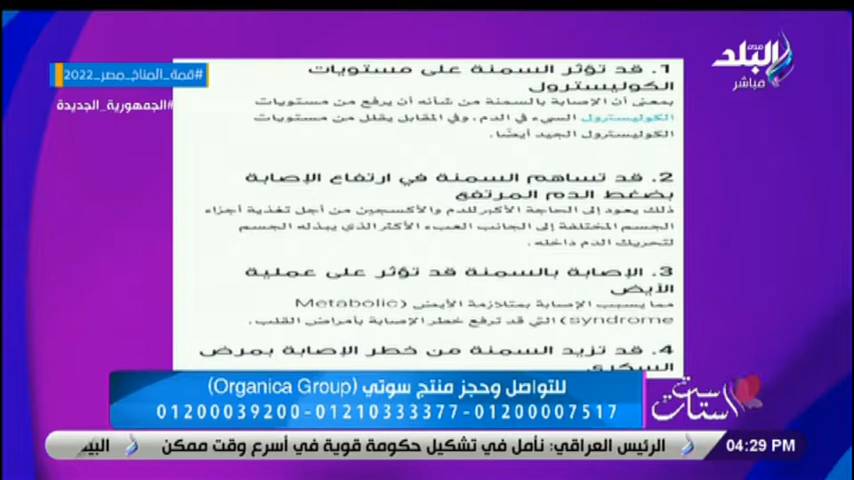 #قمة_المناخ_مصر_2022
#الجمهورية_الجديدة
صدى
البلد
مباشر
1. قد تؤثر السمنة على مستويات
الكوليسترول
بمعنى أن الإصابة بالسمنة من شأنه أن يرفع من مستويات
الكوليسترول السيء في الدم، وفي المقابل يقلل من مستويات
الكوليسترول الجيد أيضًا.
2. قد تساهم السمنة في ارتفاع الإصابة
بضغط الدم المرتفع
ذلك يعود إلى الحاجة الأكبر للدم والأكسجين من أجل تغذية أجزاء
الجسم المختلفة إلى الجانب العبء الأكثر الذي يبذله الجسم
لتحريك الدم داخله.
3. الإصابة بالسمنة قد تؤثر على عملية
الأيض
مما يسبب الإصابة بمتلازمة الأيض (Metabolic
syndrome) التي قد ترفع خطر الإصابة بأمراض القلب.
4. قد تزيد السمنة من خطر الإصابة بمرض
السكري
للتواصل وحجز منتج سوتي (Organica Group)
01200039200-01210333377-01200007517
ست ستات
04:29 PM
الرئيس العراقي: نأمل في تشكيل حكومة قوية في أسرع وقت ممكن
البيـ